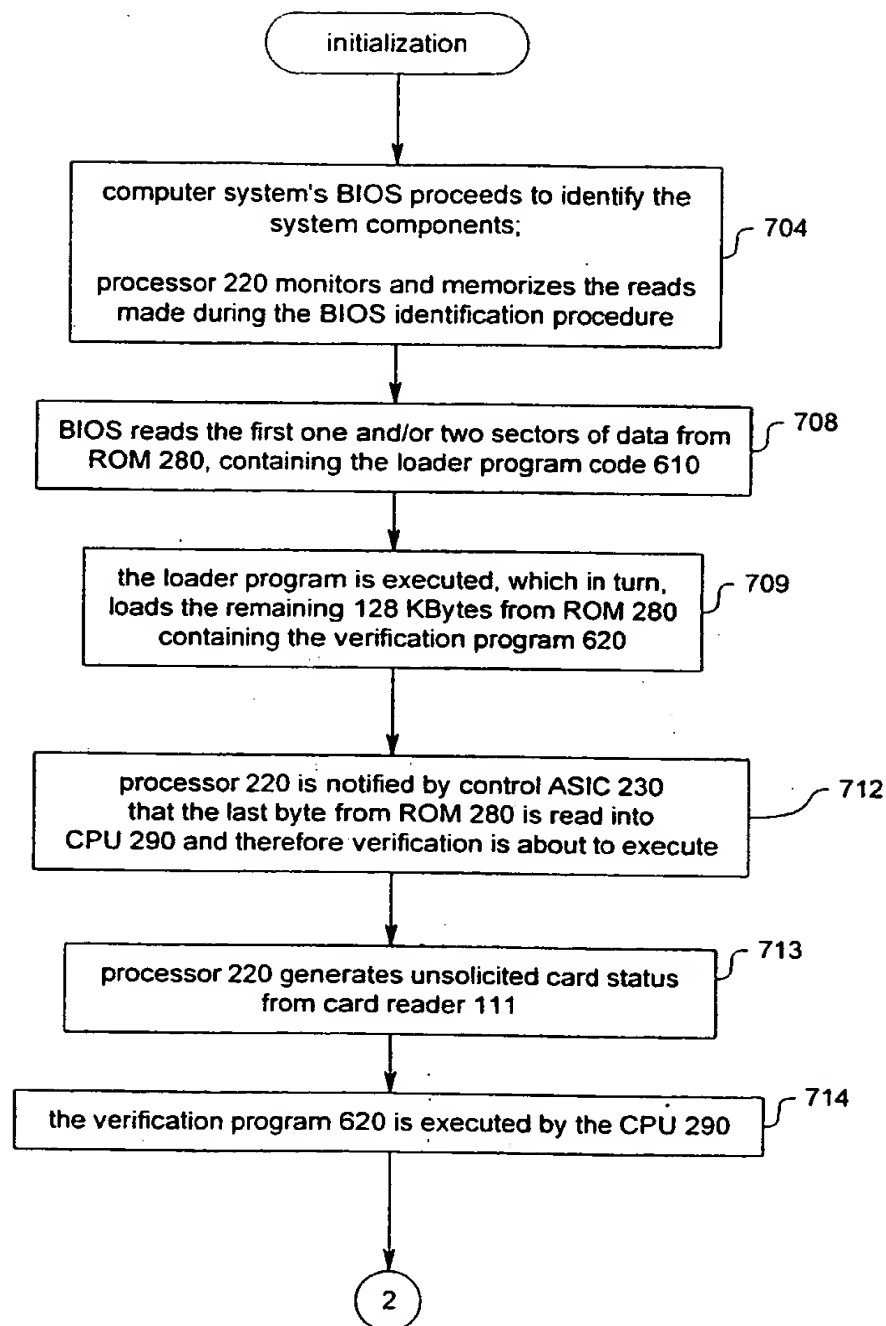 initialization
computer system's BIOS proceeds to identify the
system components;
processor 220 monitors and memorizes the reads
made during the BIOS identification procedure
704
BIOS reads the first one and/or two sectors of data from
ROM 280, containing the loader program code 610
708
the loader program is executed, which in turn,
loads the remaining 128 KBytes from ROM 280
containing the verification program 620
709
processor 220 is notified by control ASIC 230
that the last byte from ROM 280 is read into
CPU 290 and therefore verification is about to execute
712
processor 220 generates unsolicited card status
from card reader 111
713
the verification program 620 is executed by the CPU 290
714
2